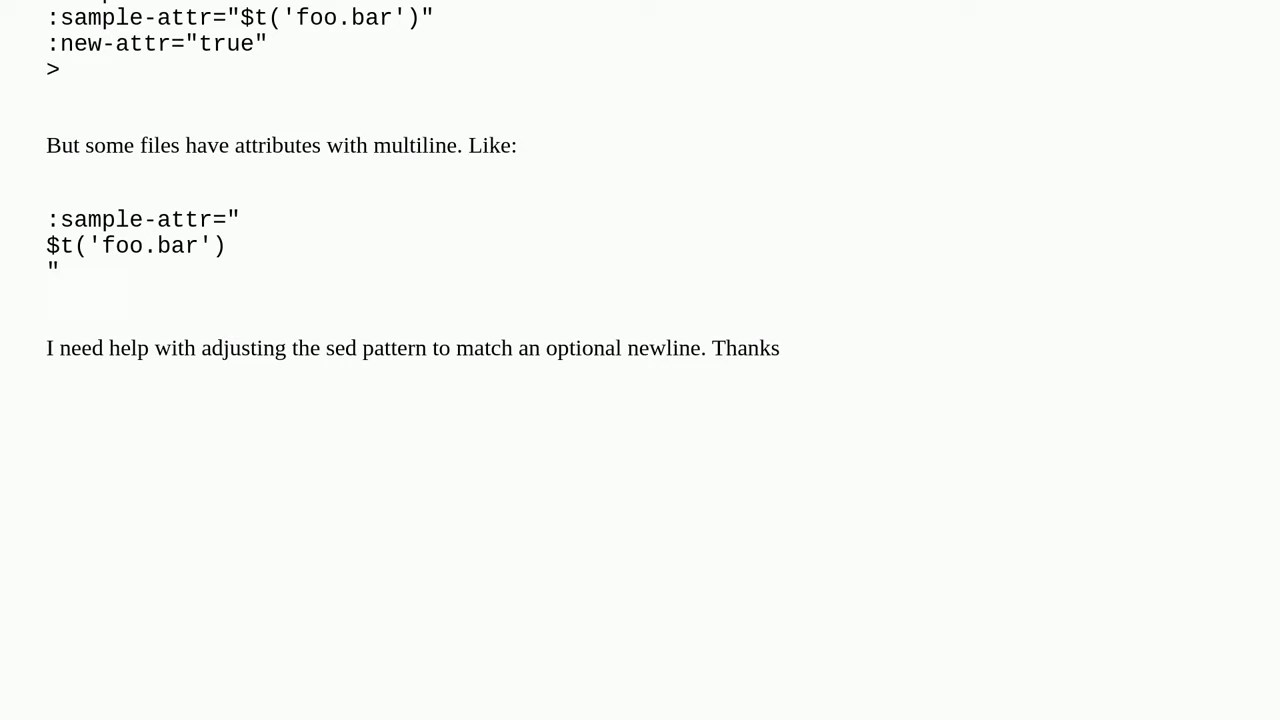 :sample-attr="$t('foo.bar')"
:new-attr="true"
>
But some files have attributes with multiline. Like:
:sample-attr="
$t('foo.bar')
"
I need help with adjusting the sed pattern to match an optional newline. Thanks